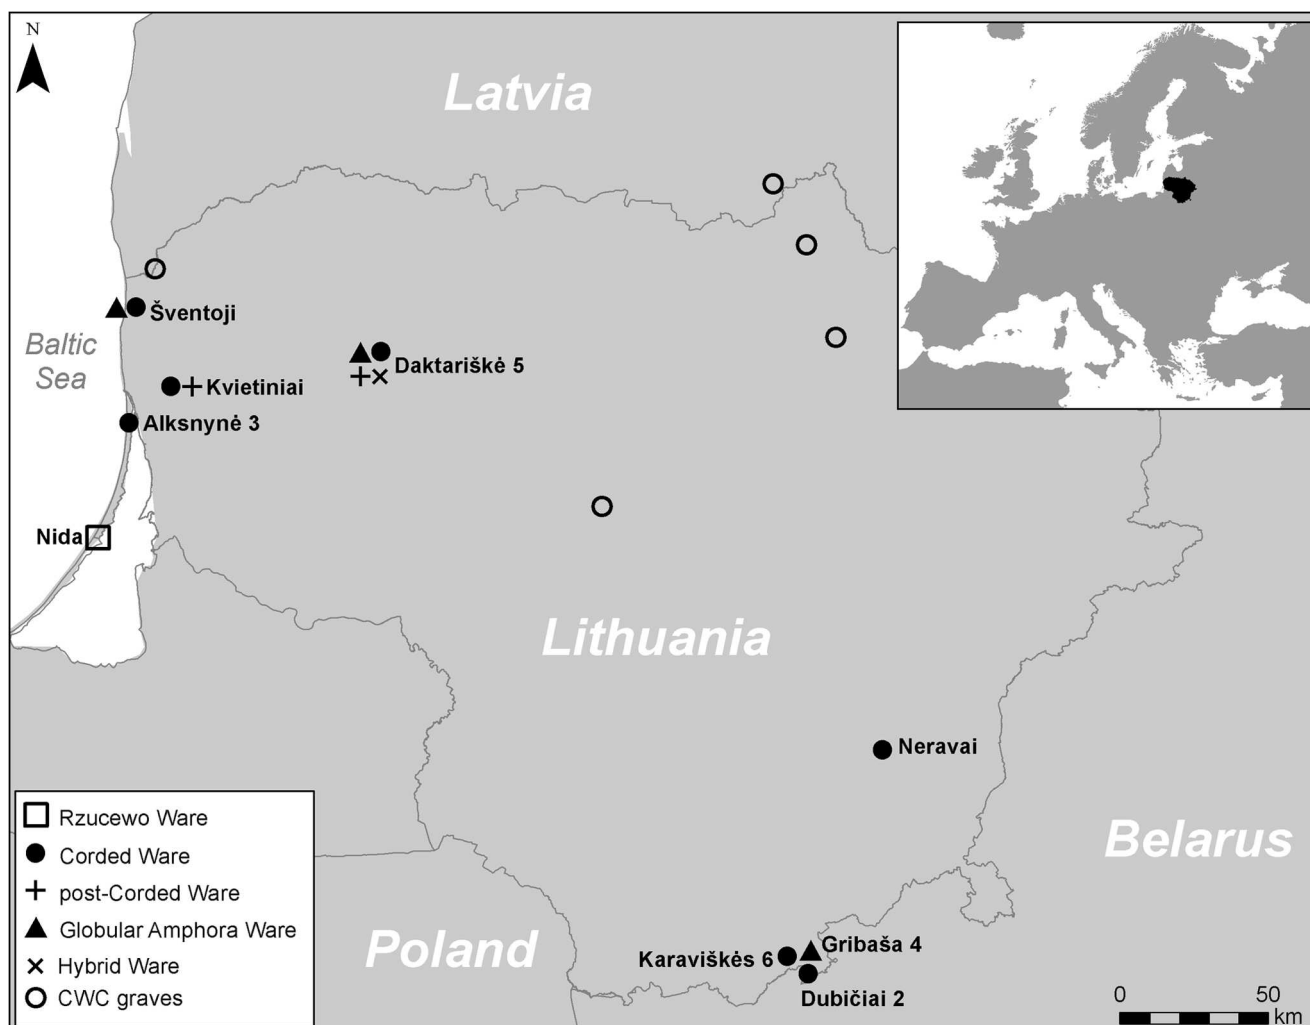 N
Latvia
Šventoji
Baltic
Sea
Daktariškė 5
Kvietiniai
Alksnynė 3
Nida
Lithuania
Neravai
Rzucewo Ware
Corded Ware
post-Corded Ware
Globular Amphora Ware
Hybrid Ware
CWC graves
Belarus
Poland
Gribaša 4
Karaviškės 6
Dubičiai 2
0 50
km